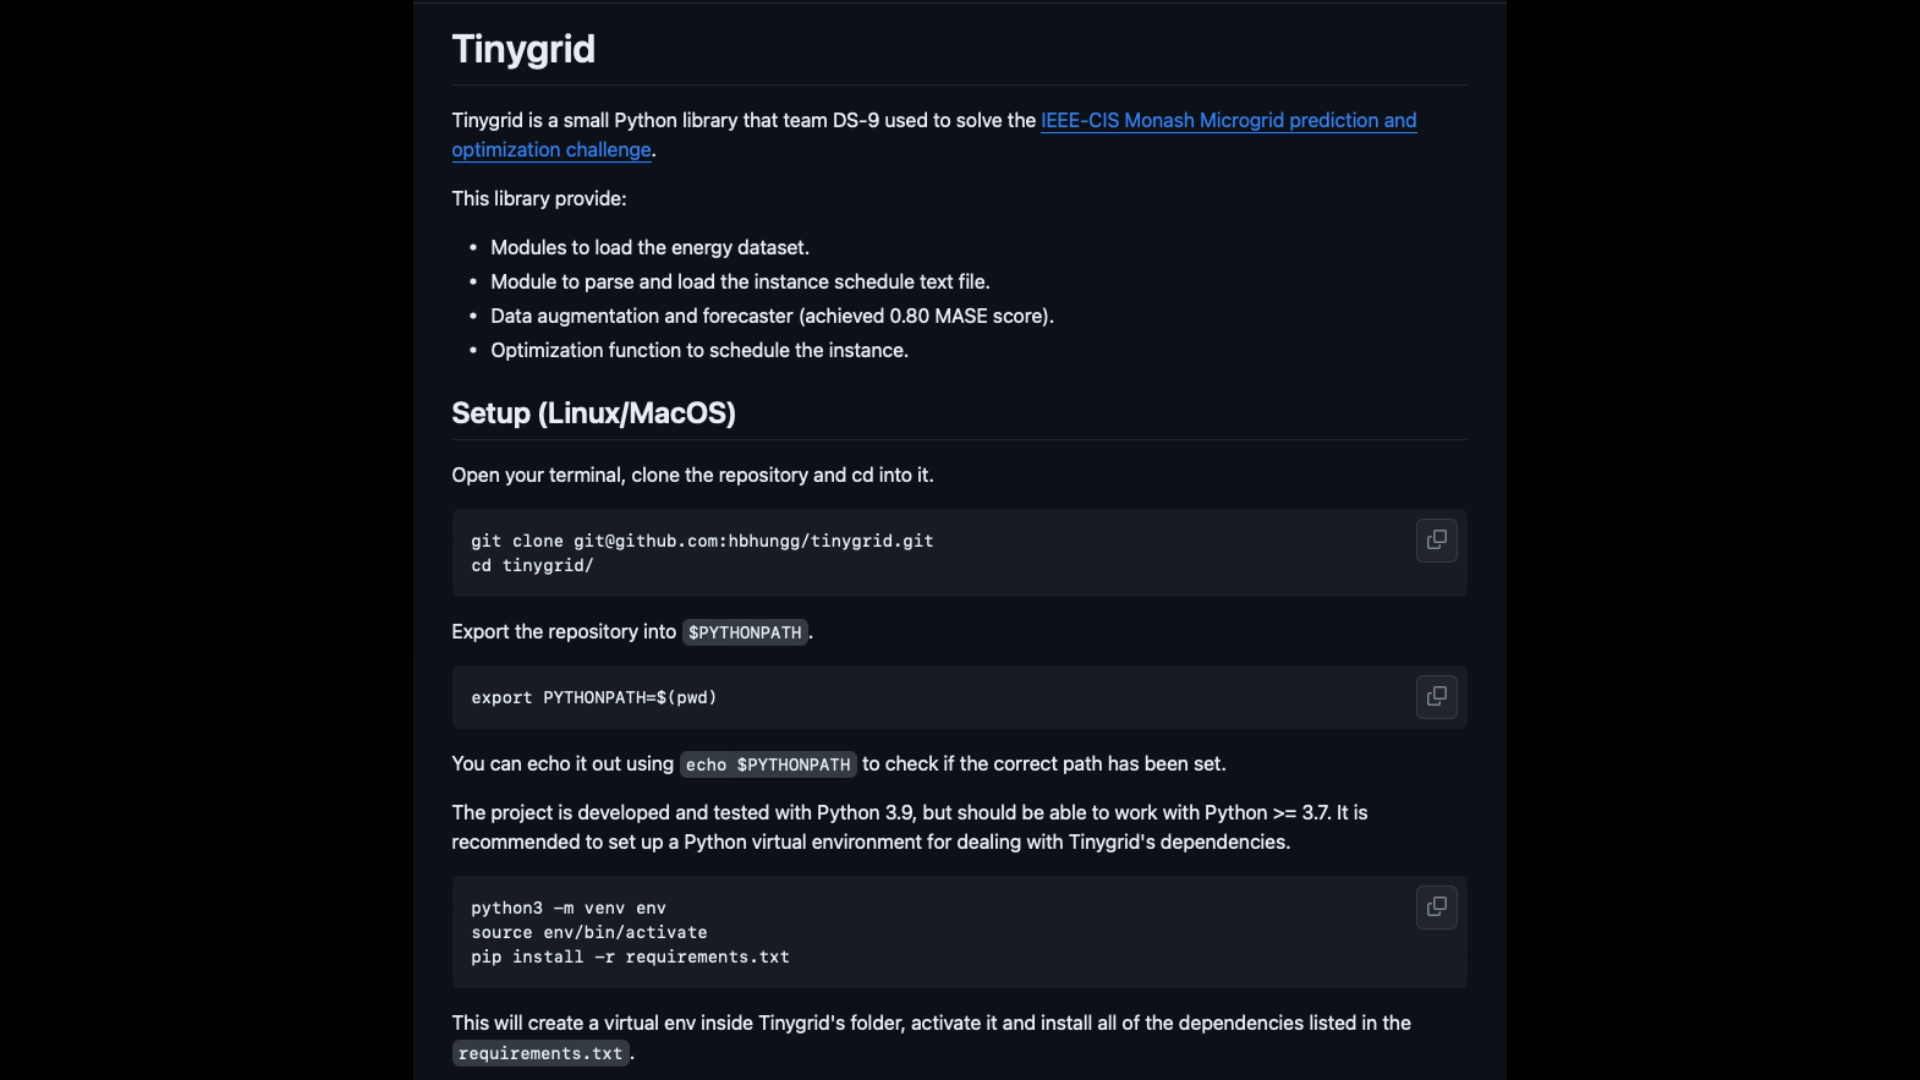 Tinygrid
Tinygrid is a small Python library that team DS-9 used to solve the IEEE-CIS Monash Microgrid prediction and
optimization challenge.
This library provide:
• Modules to load the energy dataset.
• Module to parse and load the instance schedule text file.
• Data augmentation and forecaster (achieved 0.80 MASE score).
• Optimization function to schedule the instance.
Setup (Linux/MacOS)
Open your terminal, clone the repository and cd into it.
git clone git@github.com:hbhungg/tinygrid.git
cd tinygrid/
Export the repository into $PYTHONPATH.
export PYTHONPATH=$(pwd)
You can echo it out using echo $PYTHONPATH to check if the correct path has been set.
The project is developed and tested with Python 3.9, but should be able to work with Python >= 3.7. It is
recommended to set up a Python virtual environment for dealing with Tinygrid's dependencies.
python3 -m venv env
source env/bin/activate
pip install -r requirements.txt
This will create a virtual env inside Tinygrid's folder, activate it and install all of the dependencies listed in the
requirements.txt.